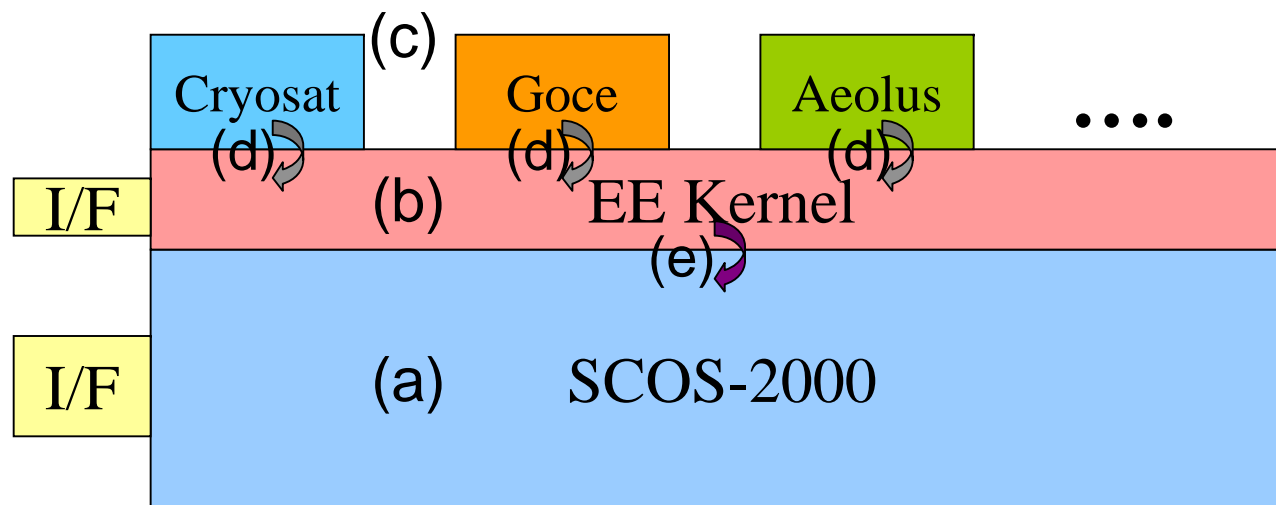 (c)
Cryosat
Goce
Aeolus
....
(d)
(d)
(d)
I/F
(b)
EE Kernel
(e)
I/F
(a)
SCOS-2000